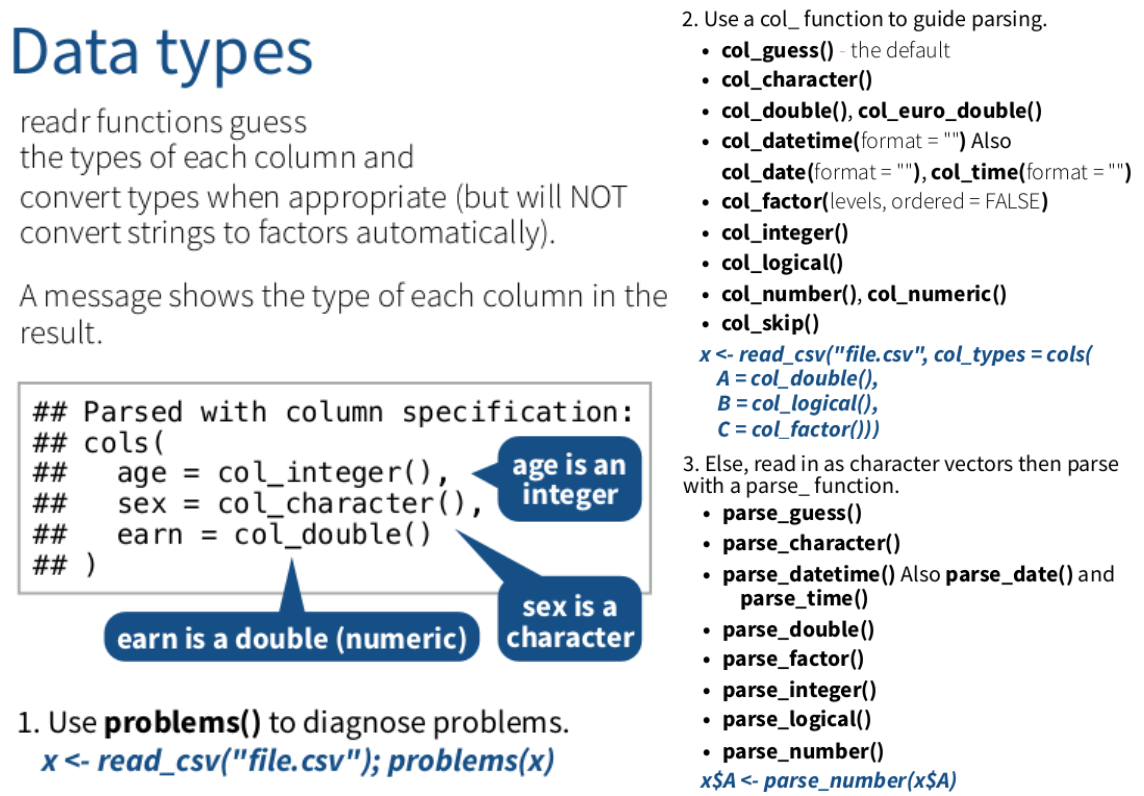 Data types
readr functions guess
the types of each column and
convert types when appropriate (but will NOT
convert strings to factors automatically).
A message shows the type of each column in the
result.
## Parsed with column specification:
## cols(
##   age = col_integer(),
##   sex = col_character(),
##   earn = col_double()
## )
age is an
integer
sex is a
character
earn is a double (numeric)
1. Use problems() to diagnose problems.
x <- read_csv("file.csv"); problems(x)
2. Use a col_ function to guide parsing.
• col_guess() - the default
• col_character()
• col_double(), col_euro_double()
• col_datetime(format = "") Also
col_date(format = ""), col_time(format = "")
• col_factor(levels, ordered = FALSE)
• col_integer()
• col_logical()
• col_number(), col_numeric()
• col_skip()
x <- read_csv("file.csv", col_types = cols(
A = col_double(),
B = col_logical(),
C = col_factor()))
3. Else, read in as character vectors then parse
with a parse_ function.
• parse_guess()
• parse_character()
• parse_datetime() Also parse_date() and
parse_time()
• parse_double()
• parse_factor()
• parse_integer()
• parse_logical()
• parse_number()
x$A <- parse_number(x$A)